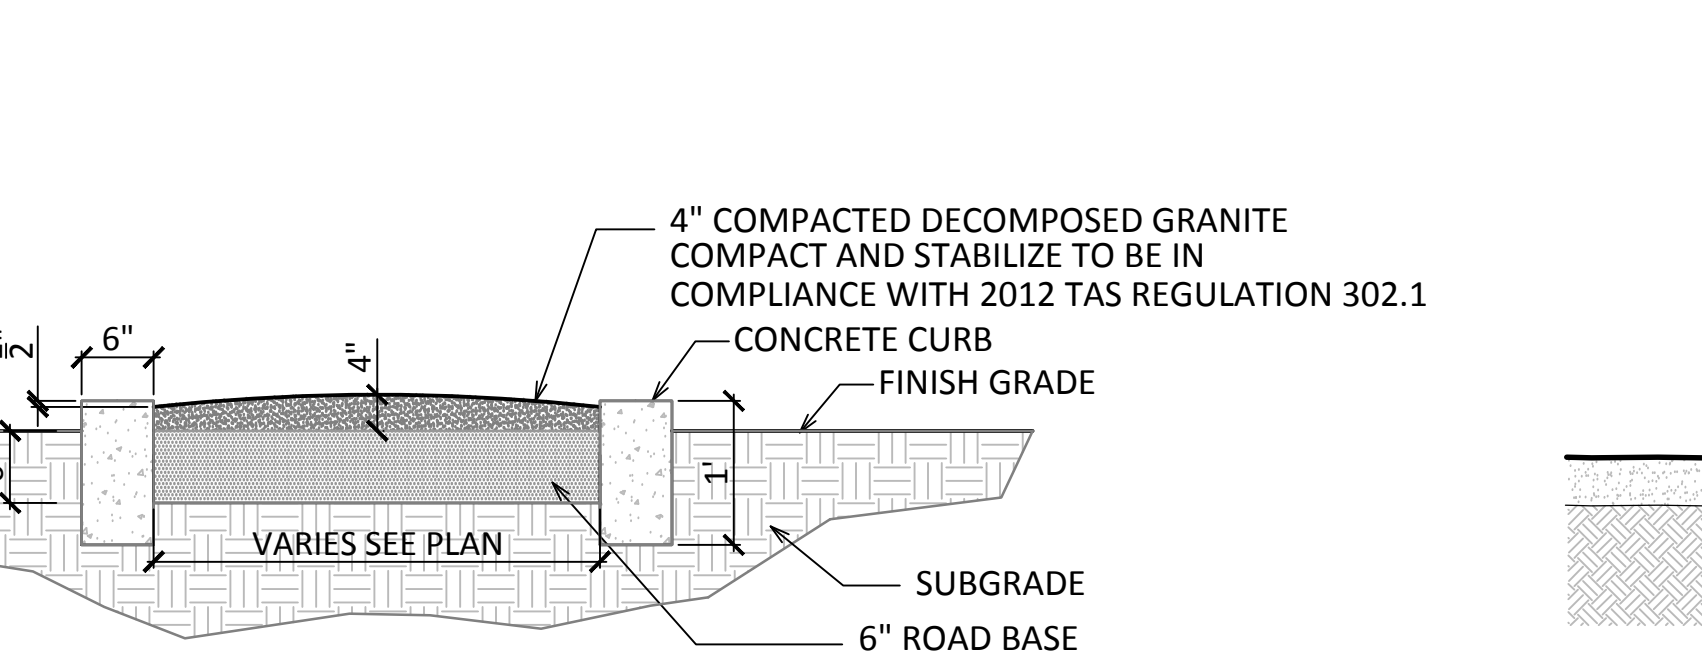 4" COMPACTED DECOMPOSED GRANITE
COMPACT AND STABILIZE TO BE IN
COMPLIANCE WITH 2012 TAS REGULATION 302.1
CONCRETE CURB
FINISH GRADE
2
6"
4"
1'
VARIES SEE PLAN
SUBGRADE
6" ROAD BASE